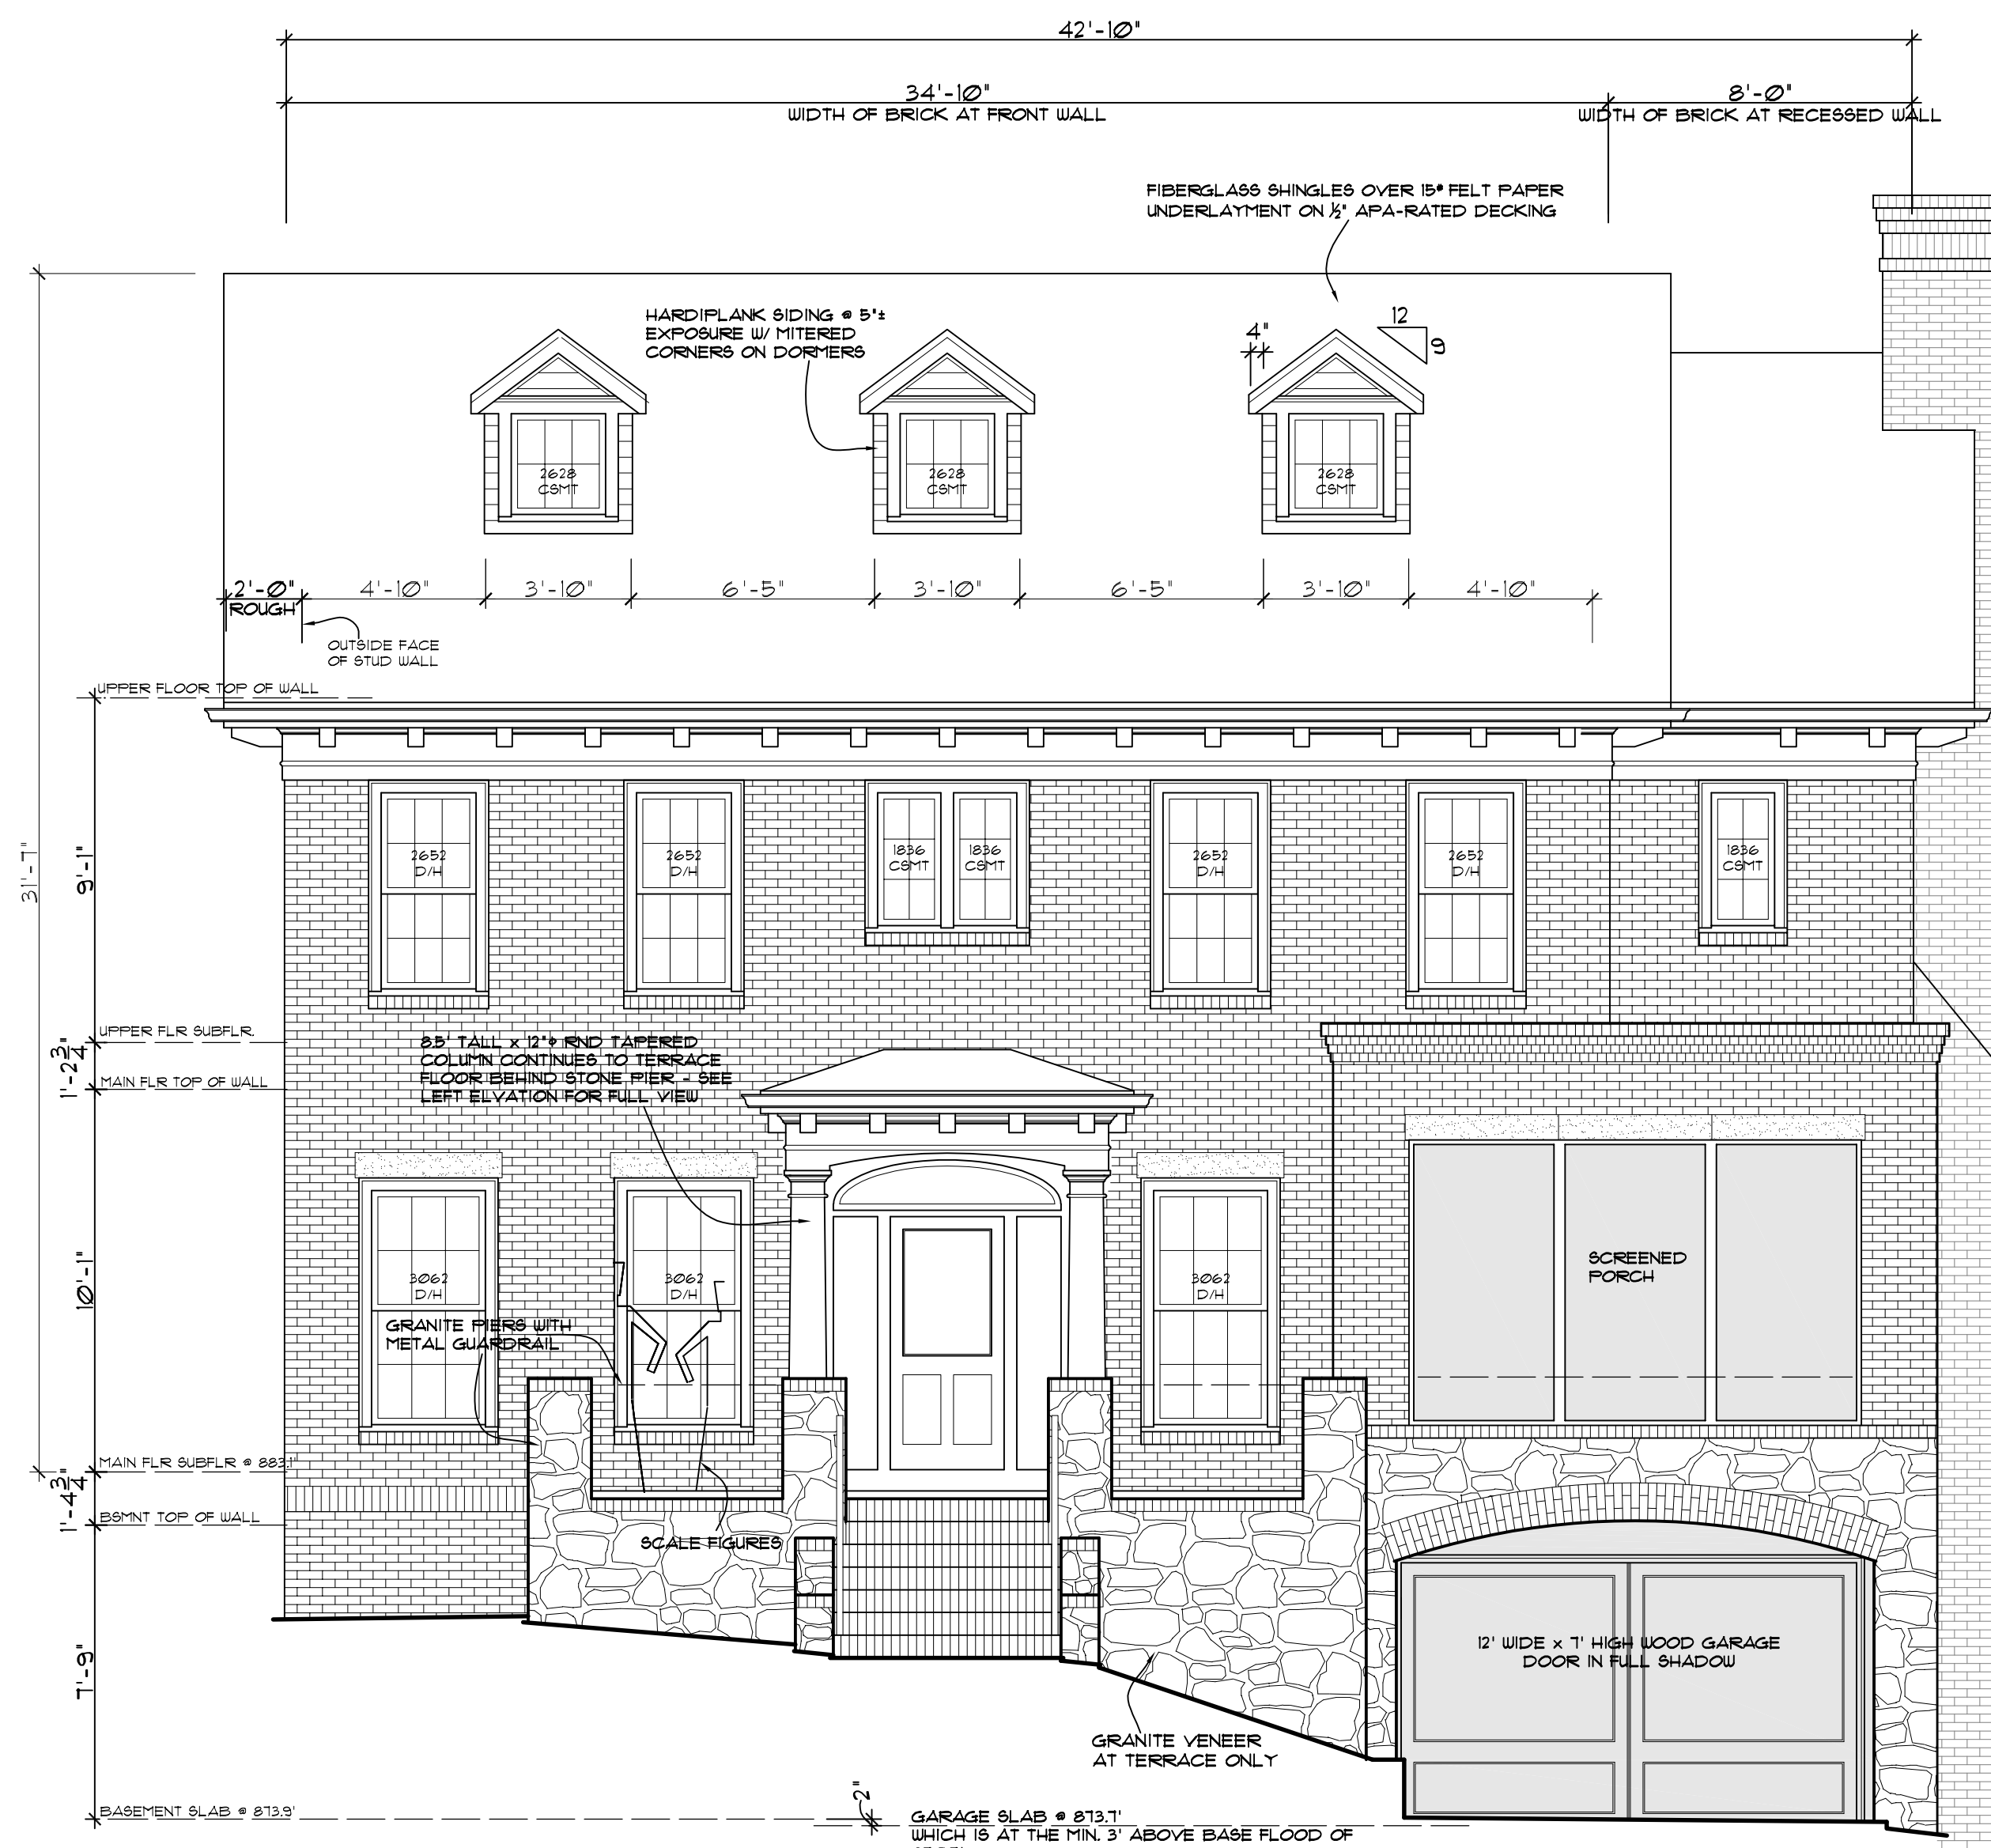 42'-10"
34'-10"
WIDTH OF BRICK AT FRONT WALL
8'-0"
WIDTH OF BRICK AT RECESSED WALL
FIBERGLASS SHINGLES OVER 15# FELT PAPER
UNDERLAYMENT ON ½" APA-RATED DECKING
HARDIPLANK SIDING @ 5"±
EXPOSURE W/ MITERED
CORNERS ON DORMERS
4"
12
9
2628
CSMT
2628
CSMT
2628
CSMT
2'-0"
ROUGH
4'-10"
3'-10"
6'-5"
3'-10"
6'-5"
3'-10"
4'-10"
OUTSIDE FACE
OF STUD WALL
UPPER FLOOR TOP OF WALL
31'-7"
9'-1"
2652
D/H
2652
D/H
1836
CSMT
1836
CSMT
2652
D/H
2652
D/H
1836
CSMT
UPPER FLR SUBFLR.
1'-2 3/4"
MAIN FLR TOP OF WALL
8.5' TALL x 12"ϕ RND TAPERED
COLUMN CONTINUES TO TERRACE
FLOOR BEHIND STONE PIER - SEE
LEFT ELVATION FOR FULL VIEW
10'-1"
3062
D/H
3062
D/H
3062
D/H
SCREENED
PORCH
GRANITE PIERS WITH
METAL GUARDRAIL
MAIN FLR SUBFLR @ 883.1'
1'-4 3/4"
BSMNT TOP OF WALL
SCALE FIGURES
7'-9"
12' WIDE x 7' HIGH WOOD GARAGE
DOOR IN FULL SHADOW
GRANITE VENEER
AT TERRACE ONLY
BASEMENT SLAB @ 873.9'
2"
GARAGE SLAB @ 873.7'
WHICH IS AT THE MIN. 3' ABOVE BASE FLOOD OF